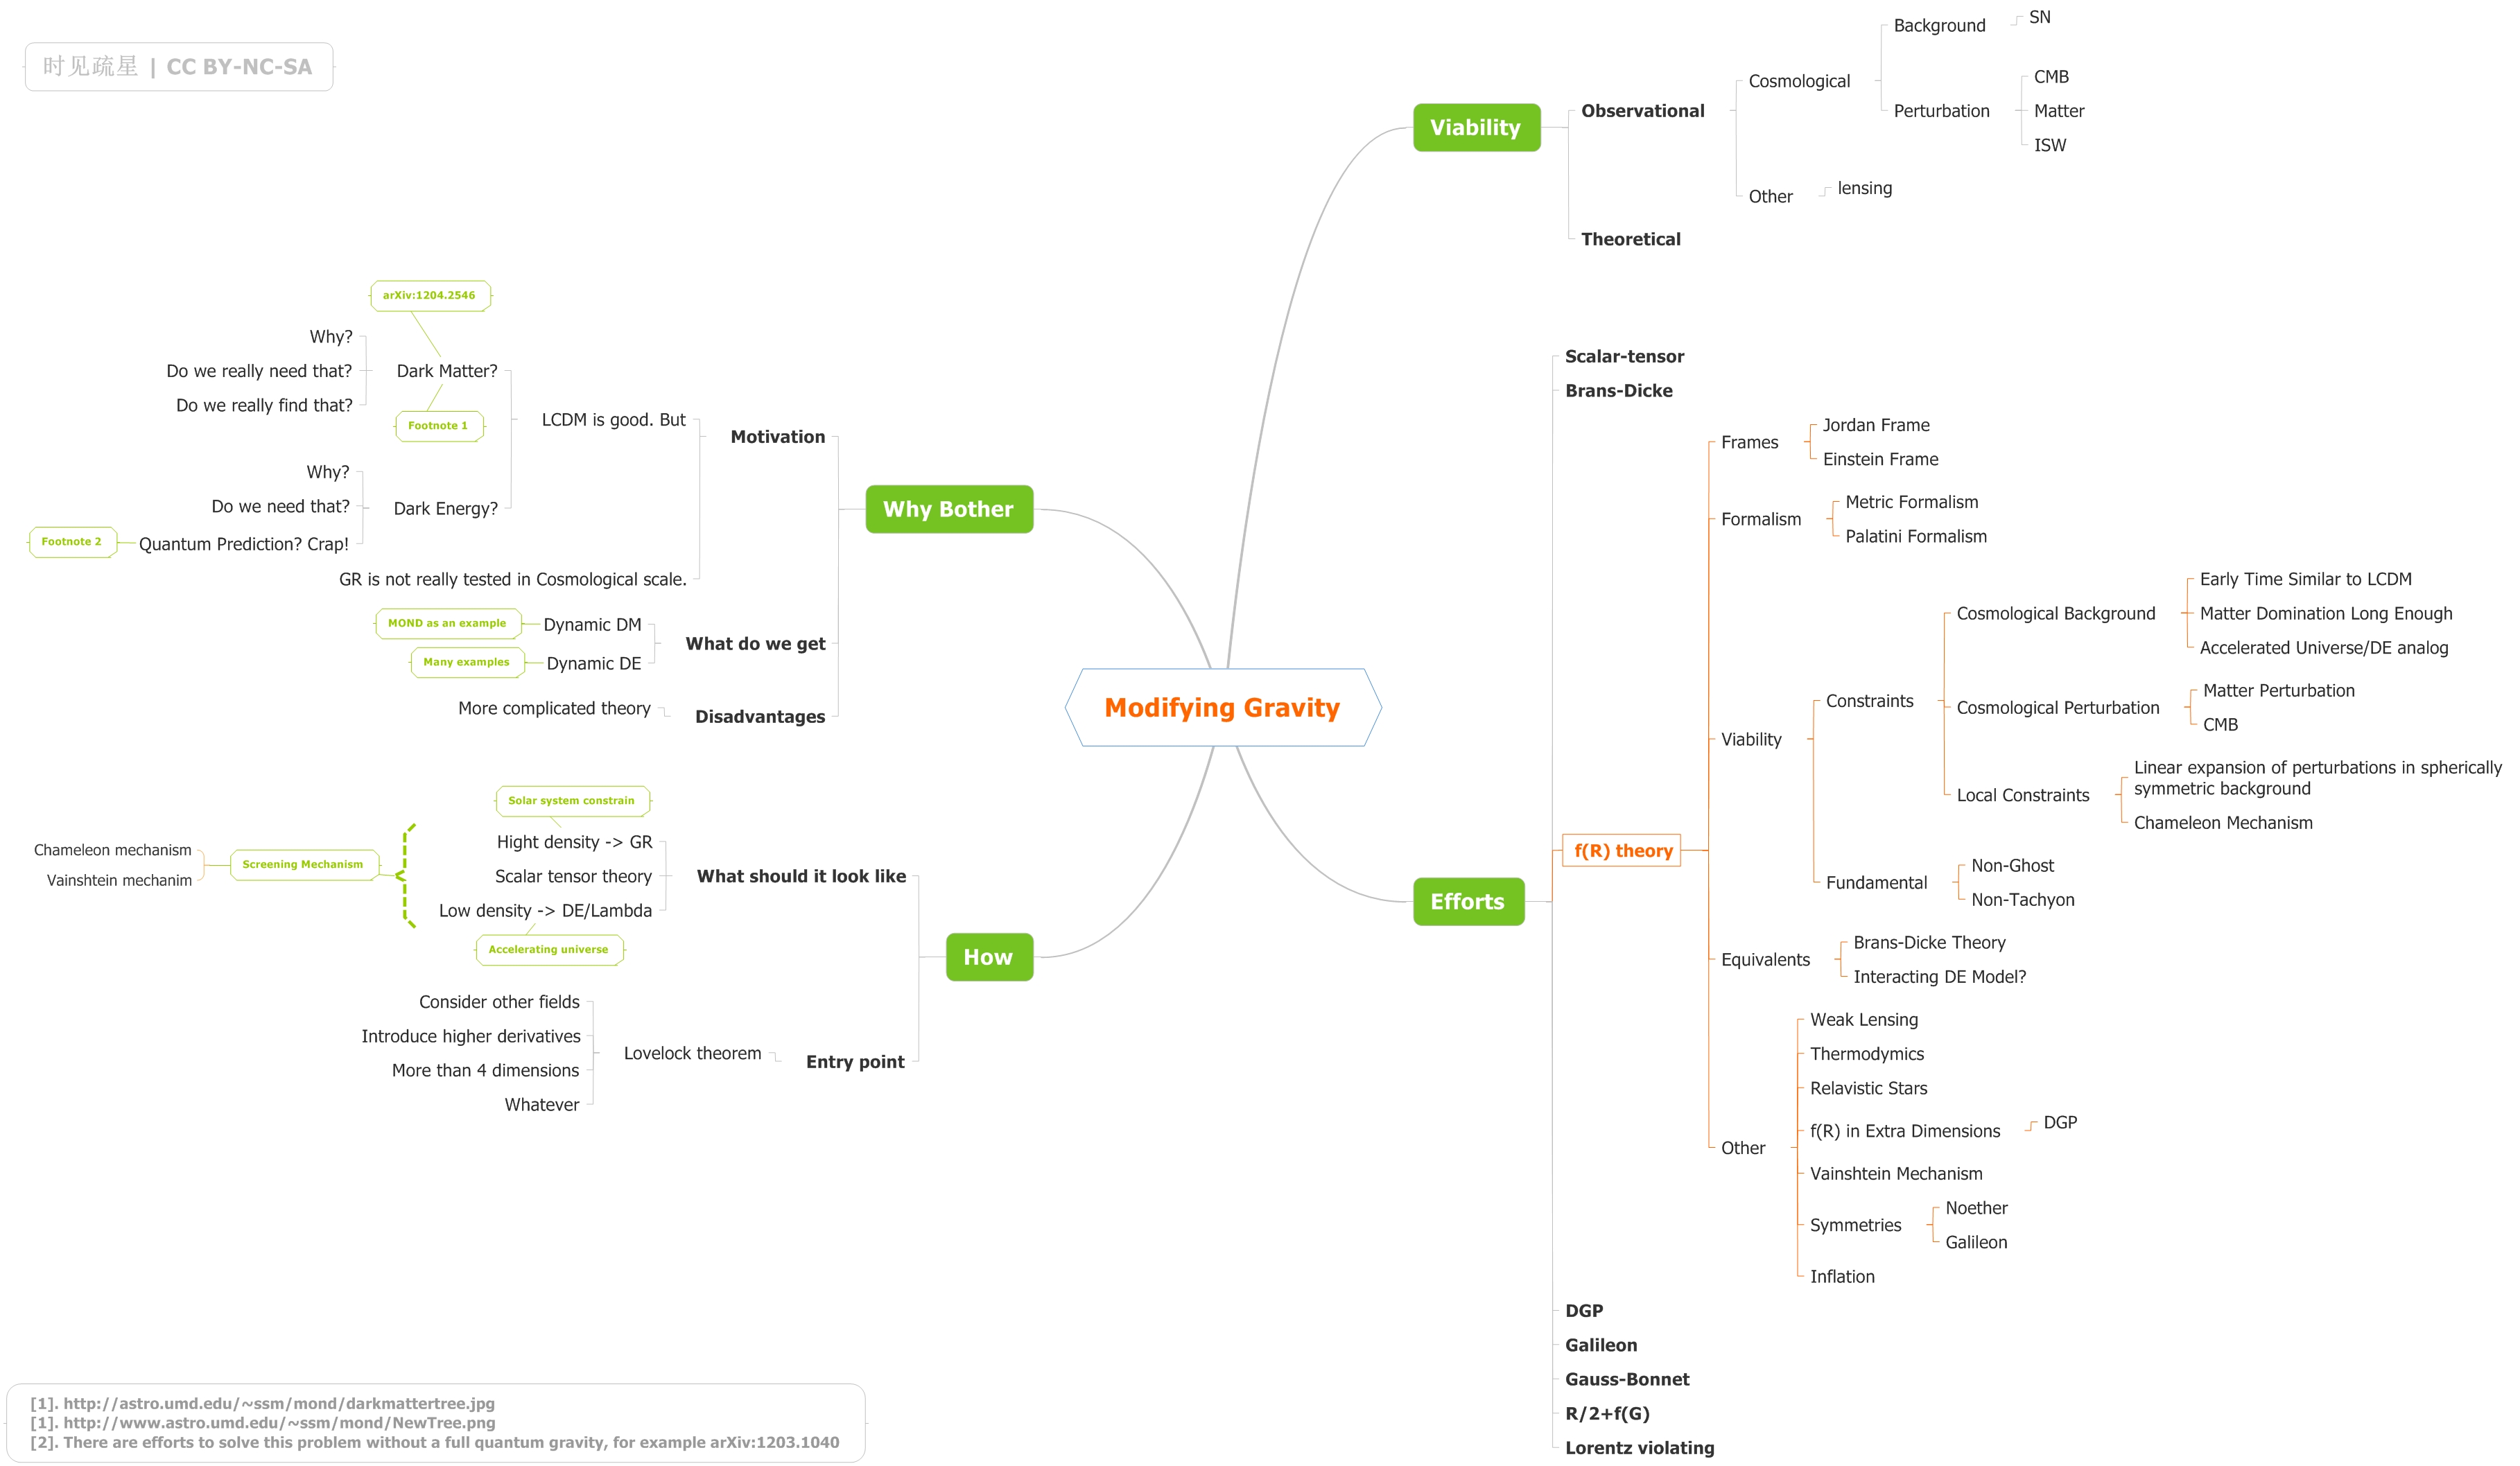 时见疏星 | CC BY-NC-SA
Modifying Gravity
Viability
Observational
Cosmological
Background
SN
Perturbation
CMB
Matter
ISW
Other
lensing
Theoretical
Why Bother
Motivation
LCDM is good. But
Dark Matter?
arXiv:1204.2546
Footnote 1
Why?
Do we really need that?
Do we really find that?
Dark Energy?
Why?
Do we need that?
Quantum Prediction? Crap!
Footnote 2
GR is not really tested in Cosmological scale.
What do we get
Dynamic DM
MOND as an example
Dynamic DE
Many examples
Disadvantages
More complicated theory
How
What should it look like
Solar system constrain
Hight density -> GR
Scalar tensor theory
Low density -> DE/Lambda
Accelerating universe
Screening Mechanism
Chameleon mechanism
Vainshtein mechanim
Entry point
Lovelock theorem
Consider other fields
Introduce higher derivatives
More than 4 dimensions
Whatever
Efforts
Scalar-tensor
Brans-Dicke
f(R) theory
Frames
Jordan Frame
Einstein Frame
Formalism
Metric Formalism
Palatini Formalism
Viability
Constraints
Cosmological Background
Early Time Similar to LCDM
Matter Domination Long Enough
Accelerated Universe/DE analog
Cosmological Perturbation
Matter Perturbation
CMB
Local Constraints
Linear expansion of perturbations in spherically
symmetric background
Chameleon Mechanism
Fundamental
Non-Ghost
Non-Tachyon
Equivalents
Brans-Dicke Theory
Interacting DE Model?
Other
Weak Lensing
Thermodymics
Relavistic Stars
f(R) in Extra Dimensions
DGP
Vainshtein Mechanism
Symmetries
Noether
Galileon
Inflation
DGP
Galileon
Gauss-Bonnet
R/2+f(G)
Lorentz violating
[1]. http://astro.umd.edu/~ssm/mond/darkmattertree.jpg
[1]. http://www.astro.umd.edu/~ssm/mond/NewTree.png
[2]. There are efforts to solve this problem without a full quantum gravity, for example arXiv:1203.1040